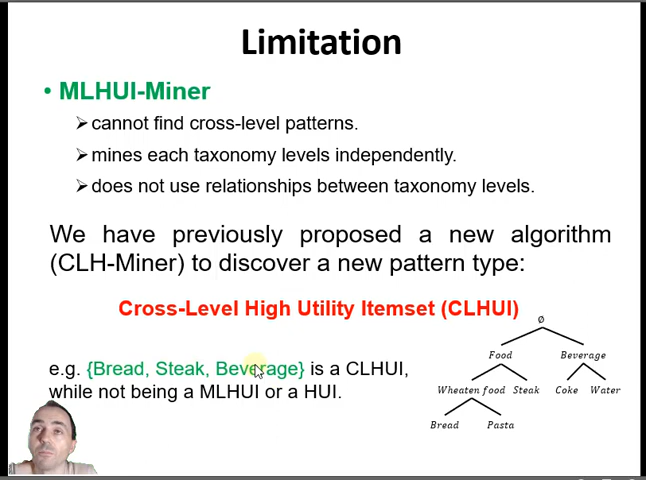 Limitation
• MLHUI-Miner
➢ cannot find cross-level patterns.
➢ mines each taxonomy levels independently.
➢ does not use relationships between taxonomy levels.
We have previously proposed a new algorithm
(CLH-Miner) to discover a new pattern type:
Cross-Level High Utility Itemset (CLHUI)
e.g. {Bread, Steak, Beverage} is a CLHUI,
while not being a MLHUI or a HUI.
∅
Food Beverage
Wheaten food Steak Coke Water
Bread Pasta